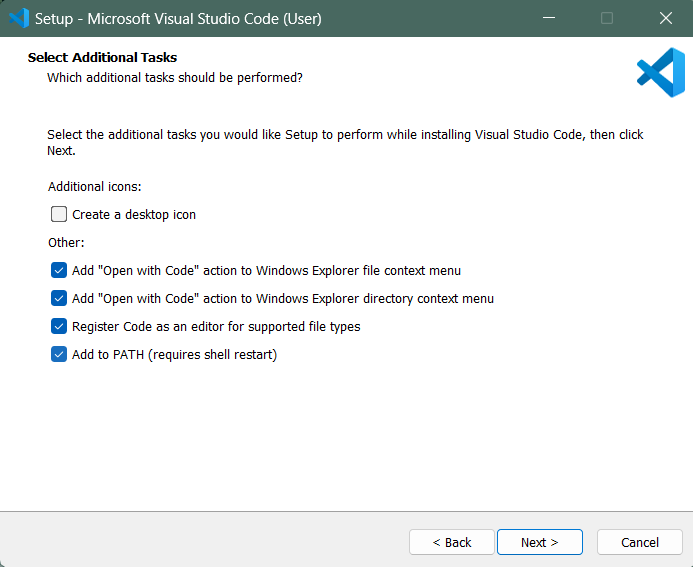 Setup - Microsoft Visual Studio Code (User)
Select Additional Tasks
Which additional tasks should be performed?
Select the additional tasks you would like Setup to perform while installing Visual Studio Code, then click
Next.
Additional icons:
Create a desktop icon
Other:
Add "Open with Code" action to Windows Explorer file context menu
Add "Open with Code" action to Windows Explorer directory context menu
Register Code as an editor for supported file types
Add to PATH (requires shell restart)
< Back Next > Cancel